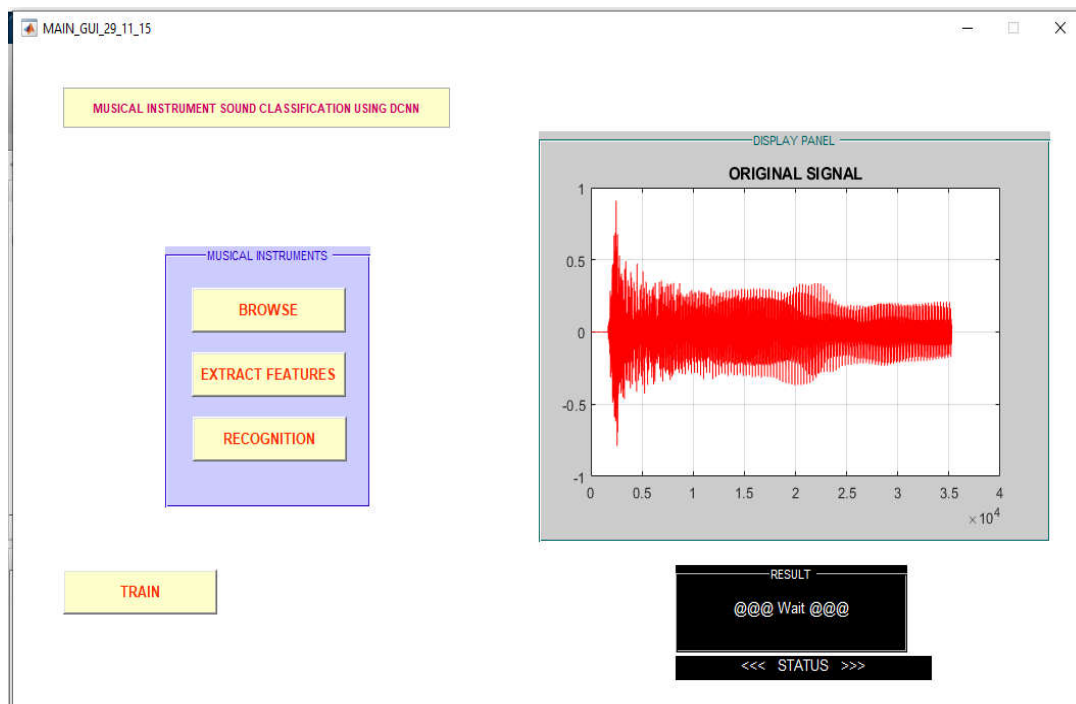 MAIN_GUI_29_11_15
MUSICAL INSTRUMENT SOUND CLASSIFICATION USING DCNN
MUSICAL INSTRUMENTS
BROWSE
EXTRACT FEATURES
RECOGNITION
TRAIN
DISPLAY PANEL
ORIGINAL SIGNAL
1
0.5
0
-0.5
-1
0 0.5 1 1.5 2 2.5 3 3.5 4
×10^4
RESULT
@@@ Wait @@@
<<< STATUS >>>